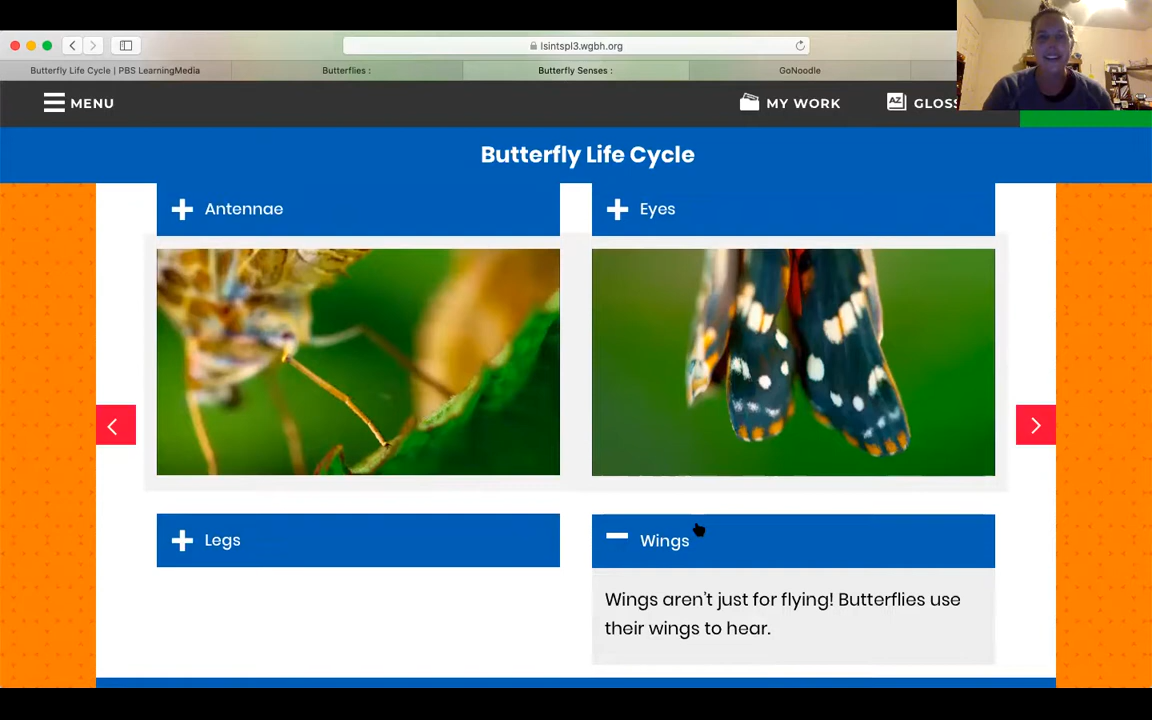 lsintspl3.wgbh.org
Butterfly Life Cycle | PBS LearningMedia
Butterflies :
Butterfly Senses :
GoNoodle
MENU
MY WORK
AZ
GLOSS
Butterfly Life Cycle
Antennae
Eyes
Legs
Wings
Wings aren't just for flying! Butterflies use
their wings to hear.